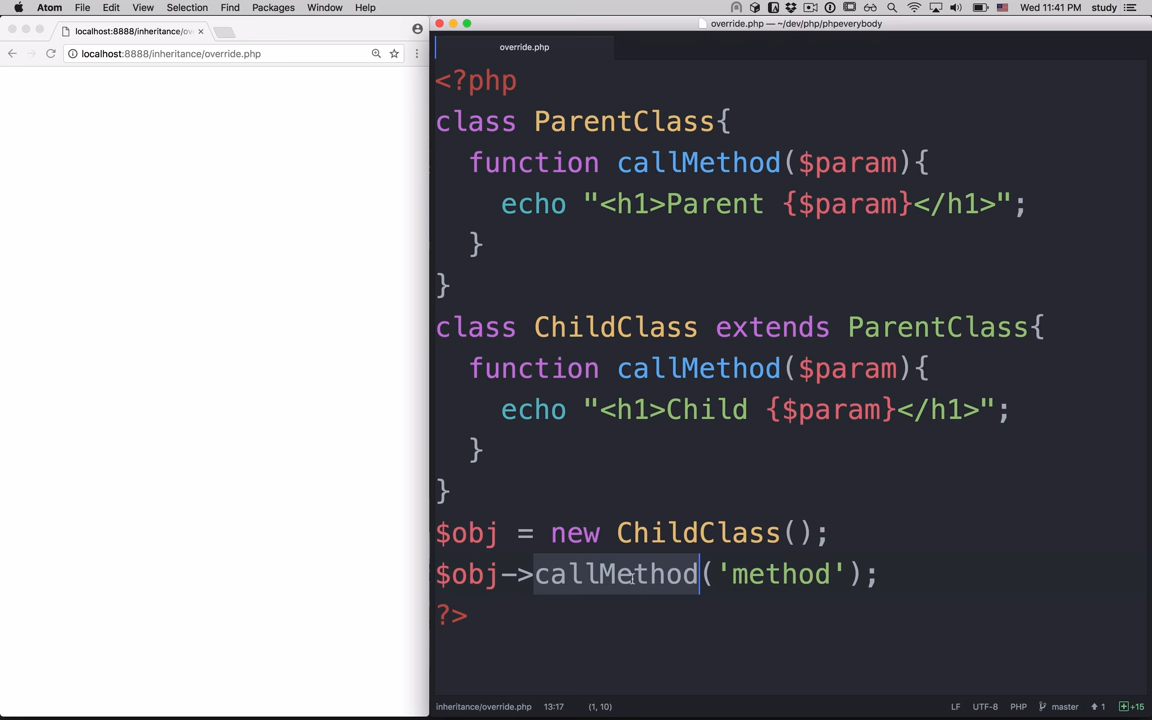 Atom File Edit View Selection Find Packages Window Help Wed 11:41 PM study
localhost:8888/inheritance/ov
localhost:8888/inheritance/override.php
override.php — ~/dev/php/phpeverybody
override.php
<?php
class ParentClass{
  function callMethod($param){
    echo "<h1>Parent {$param}</h1>";
  }
}
class ChildClass extends ParentClass{
  function callMethod($param){
    echo "<h1>Child {$param}</h1>";
  }
}
$obj = new ChildClass();
$obj->callMethod('method');
?>
inheritance/override.php 13:17 (1, 10) LF UTF-8 PHP master 1 +15